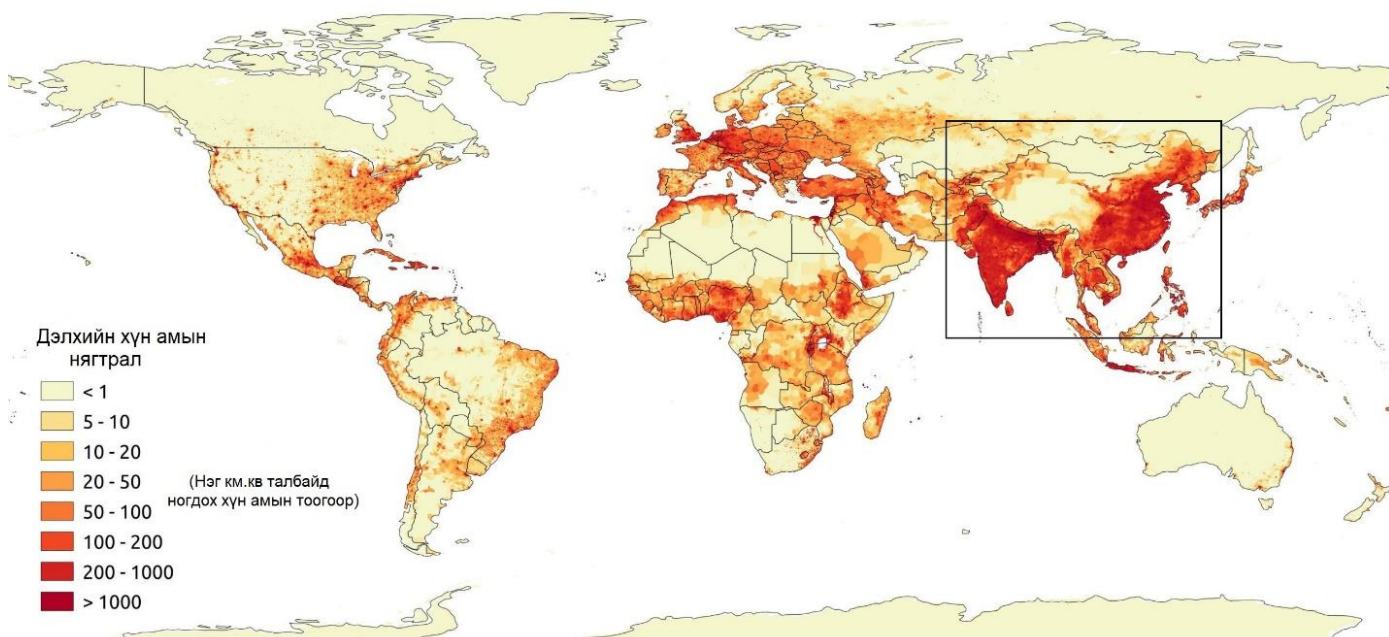 Дэлхийн хүн амын
нягтрал
< 1
5 - 10
10 - 20
20 - 50
50 - 100
100 - 200
200 - 1000
> 1000
(Нэг км.кв талбайд
ногдох хүн амын тоогоор)